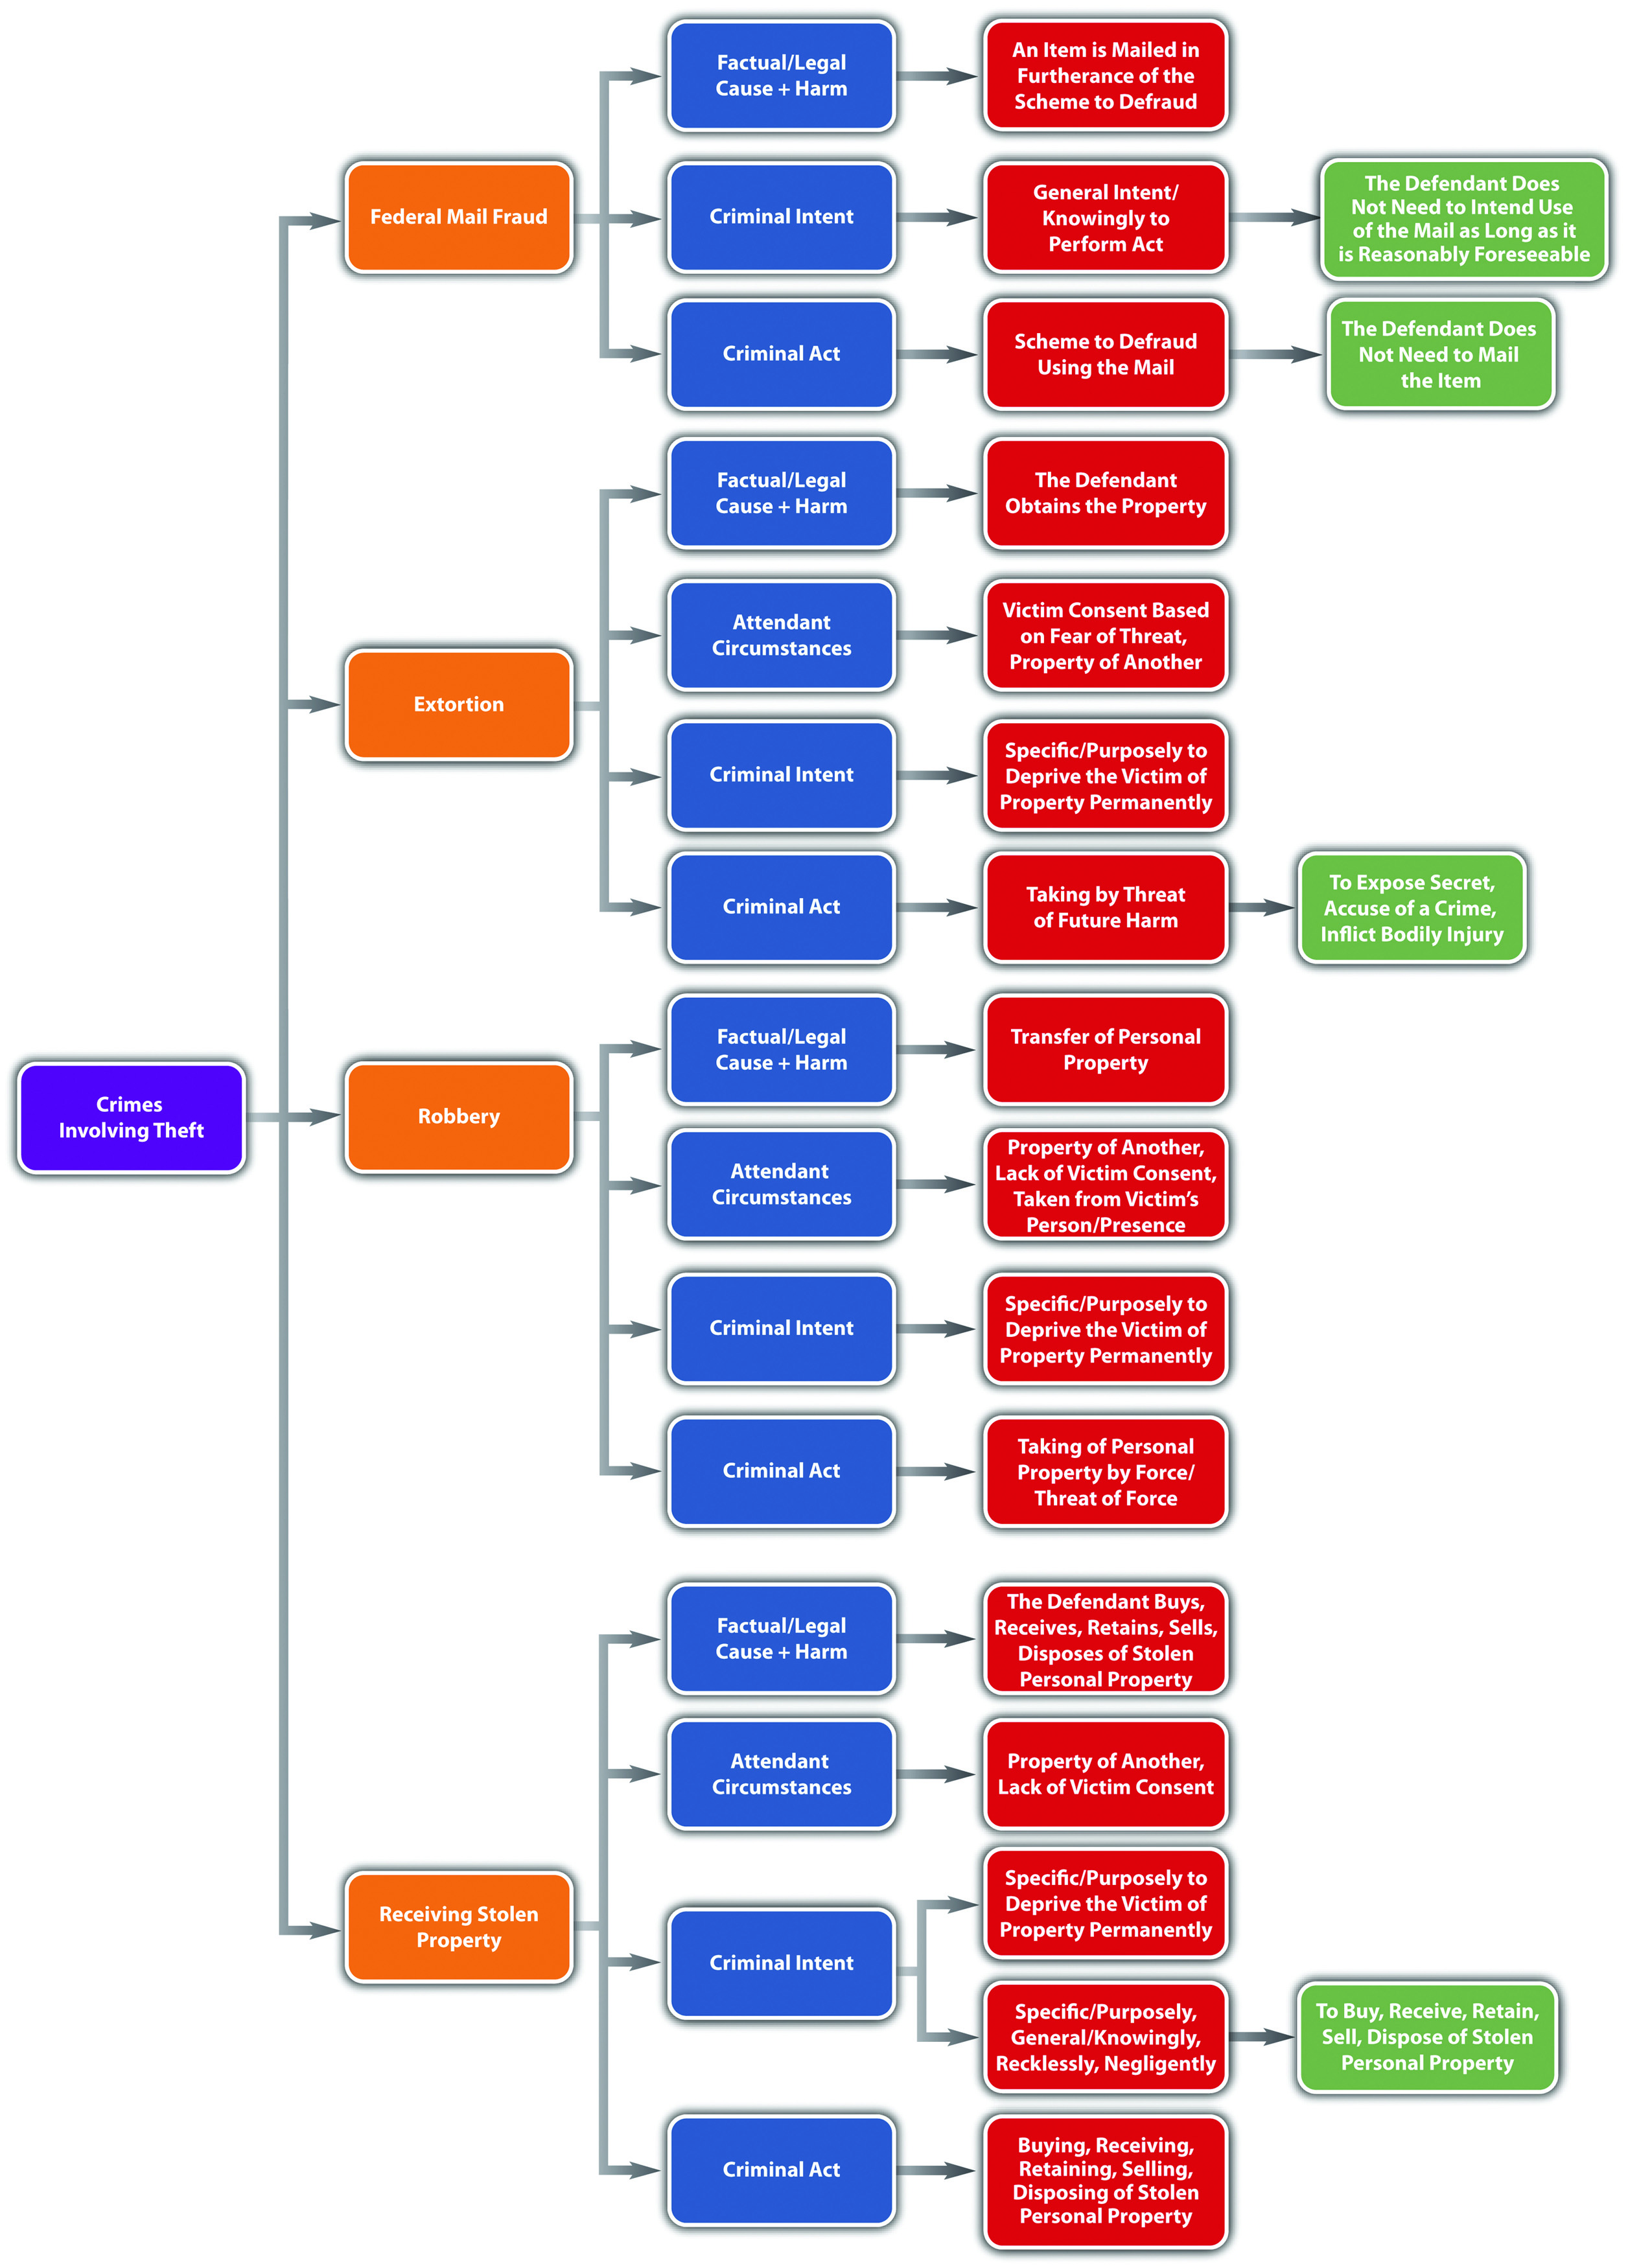 Crimes
Involving Theft
Federal Mail Fraud
Factual/Legal
Cause + Harm
An Item is Mailed in
Furtherance of the
Scheme to Defraud
Criminal Intent
General Intent/
Knowingly to
Perform Act
The Defendant Does
Not Need to Intend Use
of the Mail as Long as it
is Reasonably Foreseeable
Criminal Act
Scheme to Defraud
Using the Mail
The Defendant Does
Not Need to Mail
the Item
Extortion
Factual/Legal
Cause + Harm
The Defendant
Obtains the Property
Attendant
Circumstances
Victim Consent Based
on Fear of Threat,
Property of Another
Criminal Intent
Specific/Purposely to
Deprive the Victim of
Property Permanently
Criminal Act
Taking by Threat
of Future Harm
To Expose Secret,
Accuse of a Crime,
Inflict Bodily Injury
Robbery
Factual/Legal
Cause + Harm
Transfer of Personal
Property
Attendant
Circumstances
Property of Another,
Lack of Victim Consent,
Taken from Victim’s
Person/Presence
Criminal Intent
Specific/Purposely to
Deprive the Victim of
Property Permanently
Criminal Act
Taking of Personal
Property by Force/
Threat of Force
Receiving Stolen
Property
Factual/Legal
Cause + Harm
The Defendant Buys,
Receives, Retains, Sells,
Disposes of Stolen
Personal Property
Attendant
Circumstances
Property of Another,
Lack of Victim Consent
Criminal Intent
Specific/Purposely to
Deprive the Victim of
Property Permanently
Specific/Purposely,
General/Knowingly,
Recklessly, Negligently
To Buy, Receive, Retain,
Sell, Dispose of Stolen
Personal Property
Criminal Act
Buying, Receiving,
Retaining, Selling,
Disposing of Stolen
Personal Property